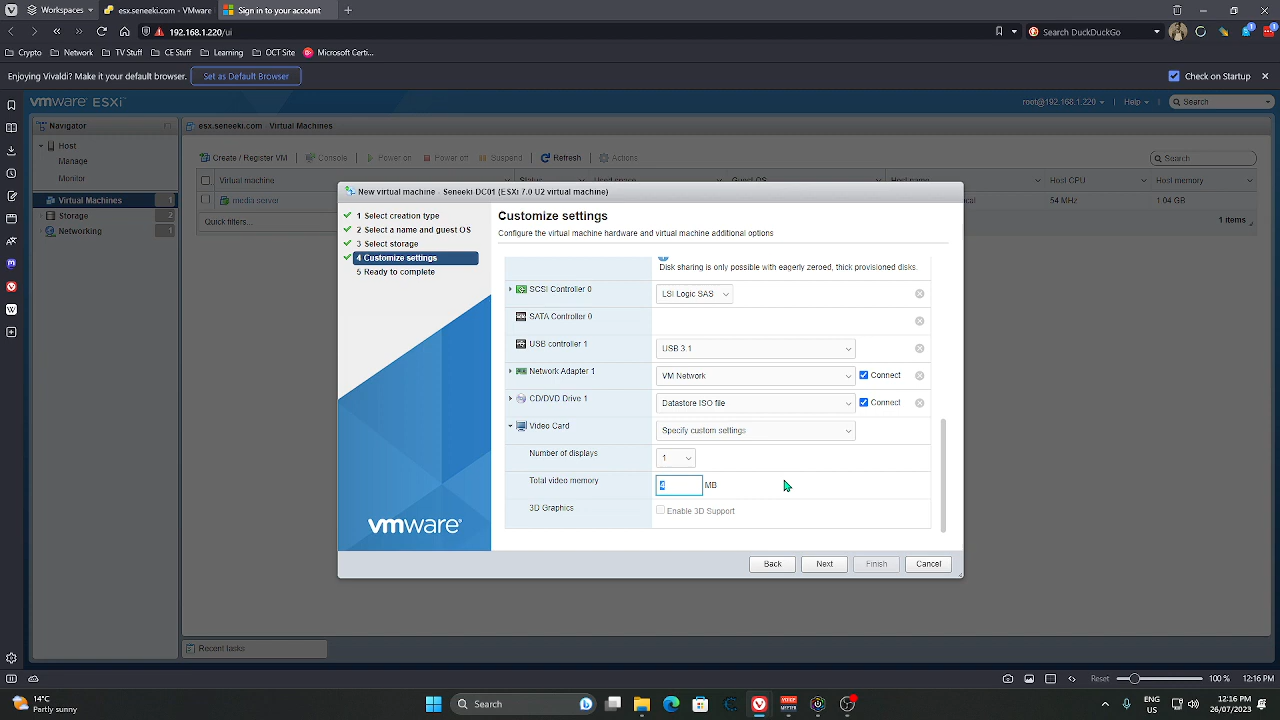 Workspaces
esx.seneeki.com - VMware
Sign in to your account
192.168.1.220/ui
Search DuckDuckGo
Crypto
Network
TV Stuff
CE Stuff
Learning
OCT Site
Microsoft Certi...
Enjoying Vivaldi? Make it your default browser.
Set as Default Browser
Check on Startup
vmware ESXi
root@192.168.1.220
Help
Search
Navigator
esx.seneeki.com - Virtual Machines
Host
Manage
Monitor
Virtual Machines 1
Storage 2
Networking 1
Create / Register VM
Console
Power on
Power off
Suspend
Refresh
Actions
Search
Virtual machine
Status
Used space
Guest OS
Host name
Host CPU
Host memory
media server
54 MHz
1.04 GB
Quick filters...
1 items
New virtual machine - Seneeki DC01 (ESXi 7.0 U2 virtual machine)
1 Select creation type
2 Select a name and guest OS
3 Select storage
4 Customize settings
5 Ready to complete
vmware
Customize settings
Configure the virtual machine hardware and virtual machine additional options
Disk sharing is only possible with eagerly zeroed, thick provisioned disks.
SCSI Controller 0
LSI Logic SAS
SATA Controller 0
USB controller 1
USB 3.1
Network Adapter 1
VM Network
Connect
CD/DVD Drive 1
Datastore ISO file
Connect
Video Card
Specify custom settings
Number of displays
1
Total video memory
4 MB
3D Graphics
Enable 3D Support
Back
Next
Finish
Cancel
Recent tasks
Reset
100 %
12:16 PM
14°C
Partly sunny
Search
ENG
US
12:16 PM
26/07/2023